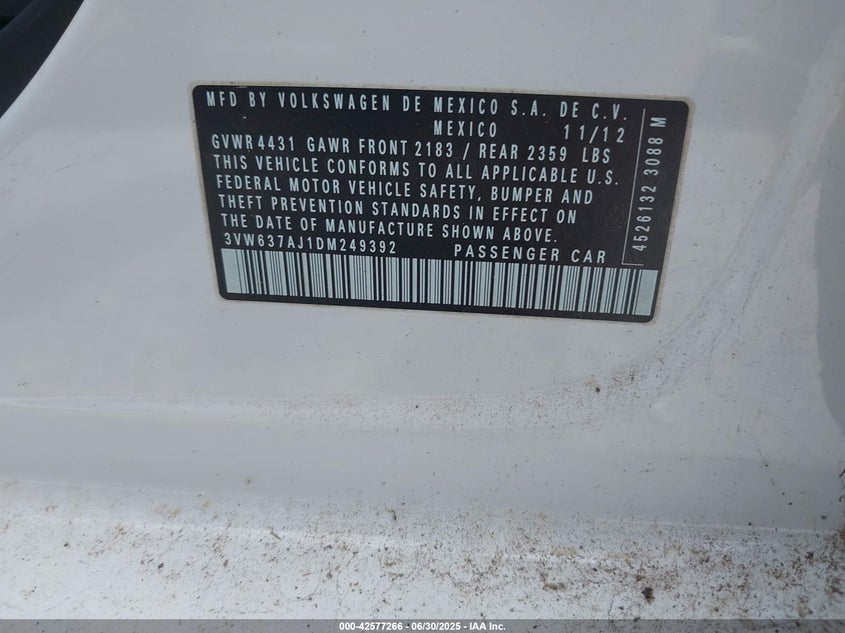 MFD BY VOLKSWAGEN DE MEXICO S.A. DE C.V.
MEXICO 11/12
GVWR 4431 GAWR FRONT 2183 / REAR 2359 LBS
THIS VEHICLE CONFORMS TO ALL APPLICABLE U.S.
FEDERAL MOTOR VEHICLE SAFETY, BUMPER AND
THEFT PREVENTION STANDARDS IN EFFECT ON
THE DATE OF MANUFACTURE SHOWN ABOVE.
3VW637AJ1DM249392 PASSENGER CAR
4526132 3088 M
000-42577266 - 06/30/2025 - IAA Inc.